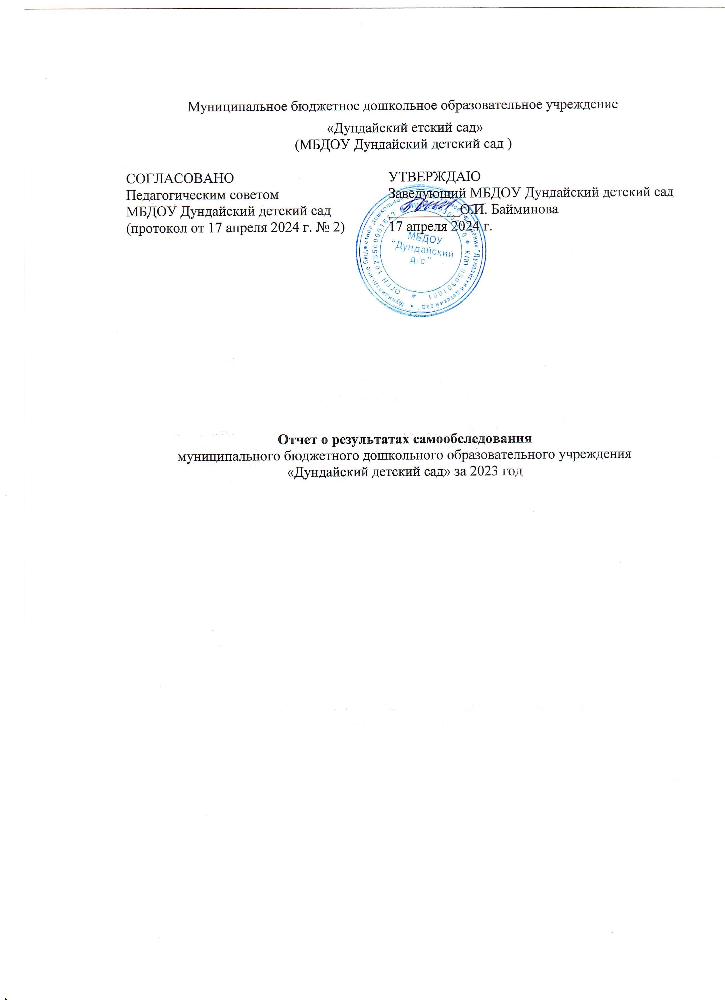 Муниципальное бюджетное дошкольное образовательное учреждение
«Дундайский етский сад»
(МБДОУ Дундайский детский сад )
СОГЛАСОВАНО
Педагогическим советом
МБДОУ Дундайский детский сад
(протокол от 17 апреля 2024 г. № 2)
УТВЕРЖДАЮ
Заведующий МБДОУ Дундайский детский сад
О.И. Байминова
17 апреля 2024 г.
Муниципальное бюджетное дошкольное учреждение "Дундайский детский сад"
ОГРН 1028500601623 * * КПП 850301001 *
МБДОУ
"Дундайский
д/с"
Отчет о результатах самообследования
муниципального бюджетного дошкольного образовательного учреждения
«Дундайский детский сад» за 2023 год